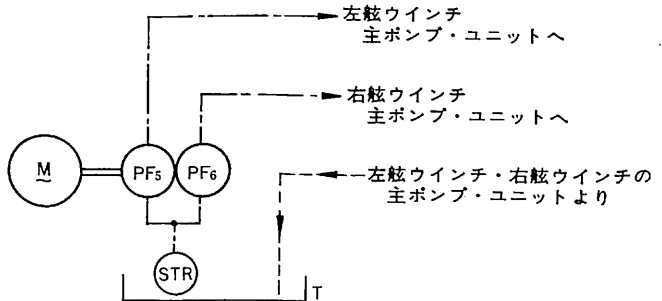 左舷ウインチ
主ポンプ・ユニットへ
右舷ウインチ
主ポンプ・ユニットへ
M
PF₅
PF₆
左舷ウインチ・右舷ウインチの
主ポンプ・ユニットより
STR
T